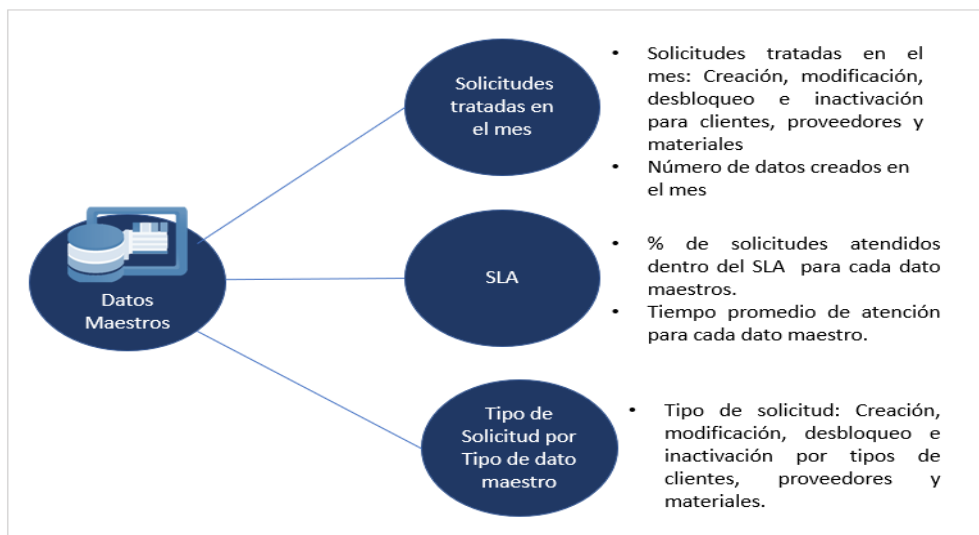 Datos
Maestros
Solicitudes
tratadas en
el mes
• Solicitudes tratadas en el
mes: Creación, modificación,
desbloqueo e inactivación
para clientes, proveedores y
materiales
• Número de datos creados en
el mes
SLA
• % de solicitudes atendidos
dentro del SLA para cada dato
maestros.
• Tiempo promedio de atención
para cada dato maestro.
Tipo de
Solicitud por
Tipo de dato
maestro
• Tipo de solicitud: Creación,
modificación, desbloqueo e
inactivación por tipos de
clientes, proveedores y
materiales.